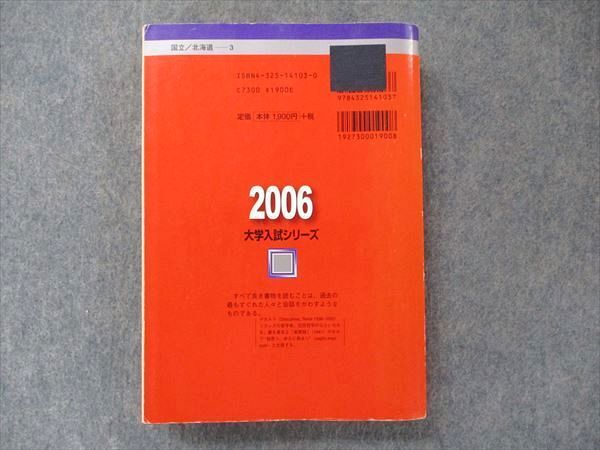 国立／北海道 — 3
ISBN4-325-14103-0
C7300 ¥1900E
定価 本体 1,900円 +税
9784325141037
1927300019008
2006
大学入試シリーズ
すべて良き書物を読むことは、過去の
最もすぐれた人々と会話をかわすような
ものである。